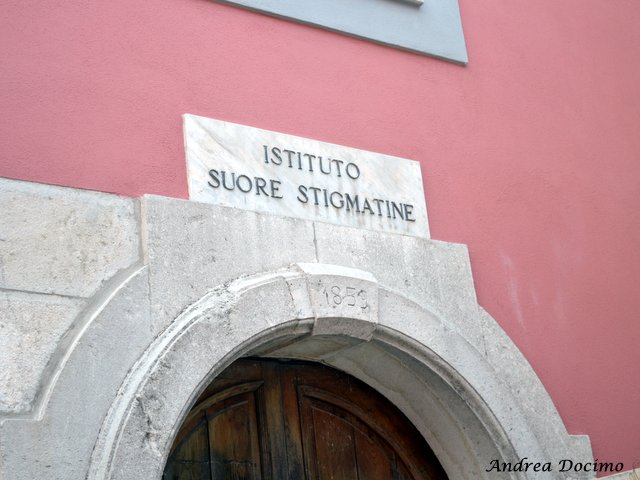 ISTITUTO
SUORE STIGMATINE
1853
Andrea Docimo